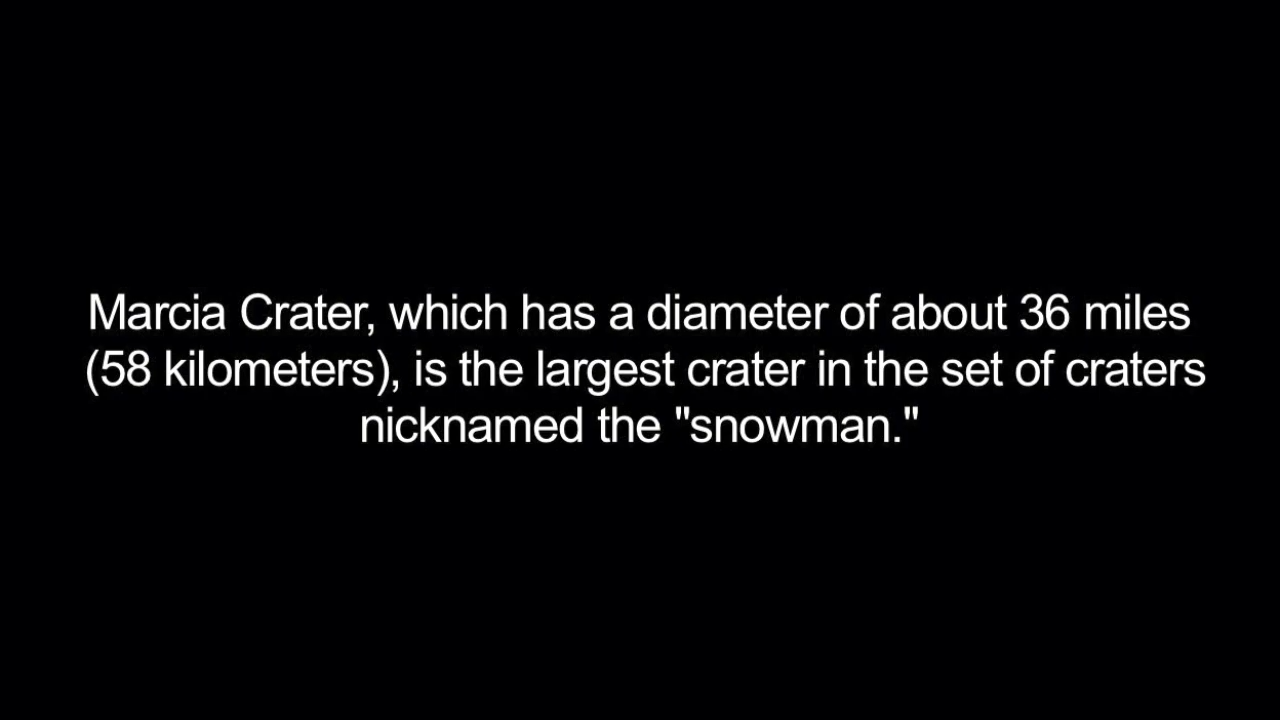 Marcia Crater, which has a diameter of about 36 miles
(58 kilometers), is the largest crater in the set of craters
nicknamed the "snowman."